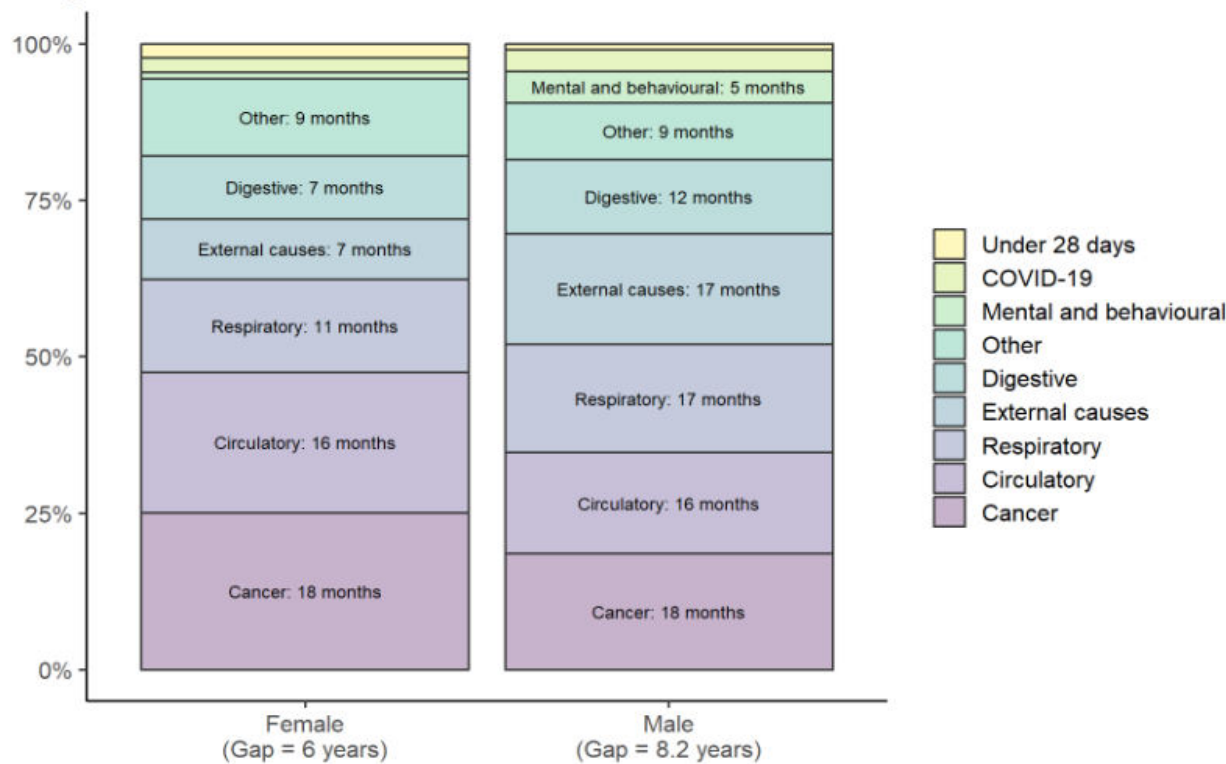 100%
75%
50%
25%
0%
Other: 9 months
Digestive: 7 months
External causes: 7 months
Respiratory: 11 months
Circulatory: 16 months
Cancer: 18 months
Mental and behavioural: 5 months
Other: 9 months
Digestive: 12 months
External causes: 17 months
Respiratory: 17 months
Circulatory: 16 months
Cancer: 18 months
Female
(Gap = 6 years)
Male
(Gap = 8.2 years)
Under 28 days
COVID-19
Mental and behavioural
Other
Digestive
External causes
Respiratory
Circulatory
Cancer